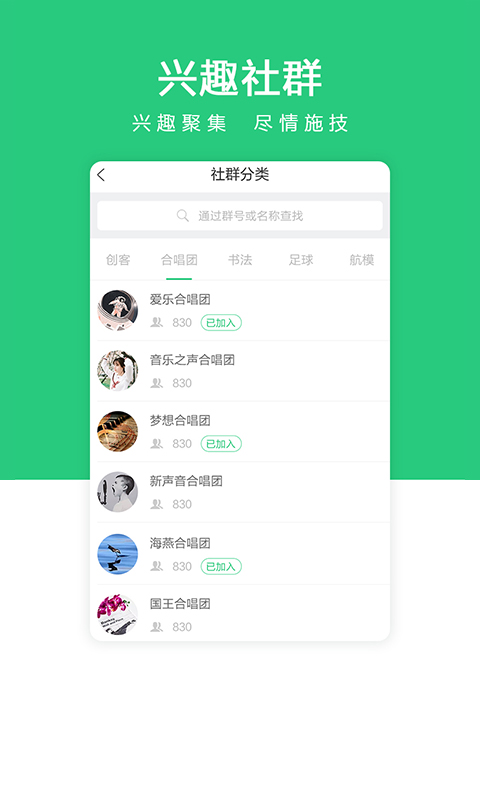 兴趣社群
兴趣聚集 尽情施技
社群分类
通过群号或名称查找
创客 合唱团 书法 足球 航模
爱乐合唱团
830 已加入
音乐之声合唱团
830
梦想合唱团
830 已加入
新声音合唱团
830
海燕合唱团
830 已加入
国王合唱团
830